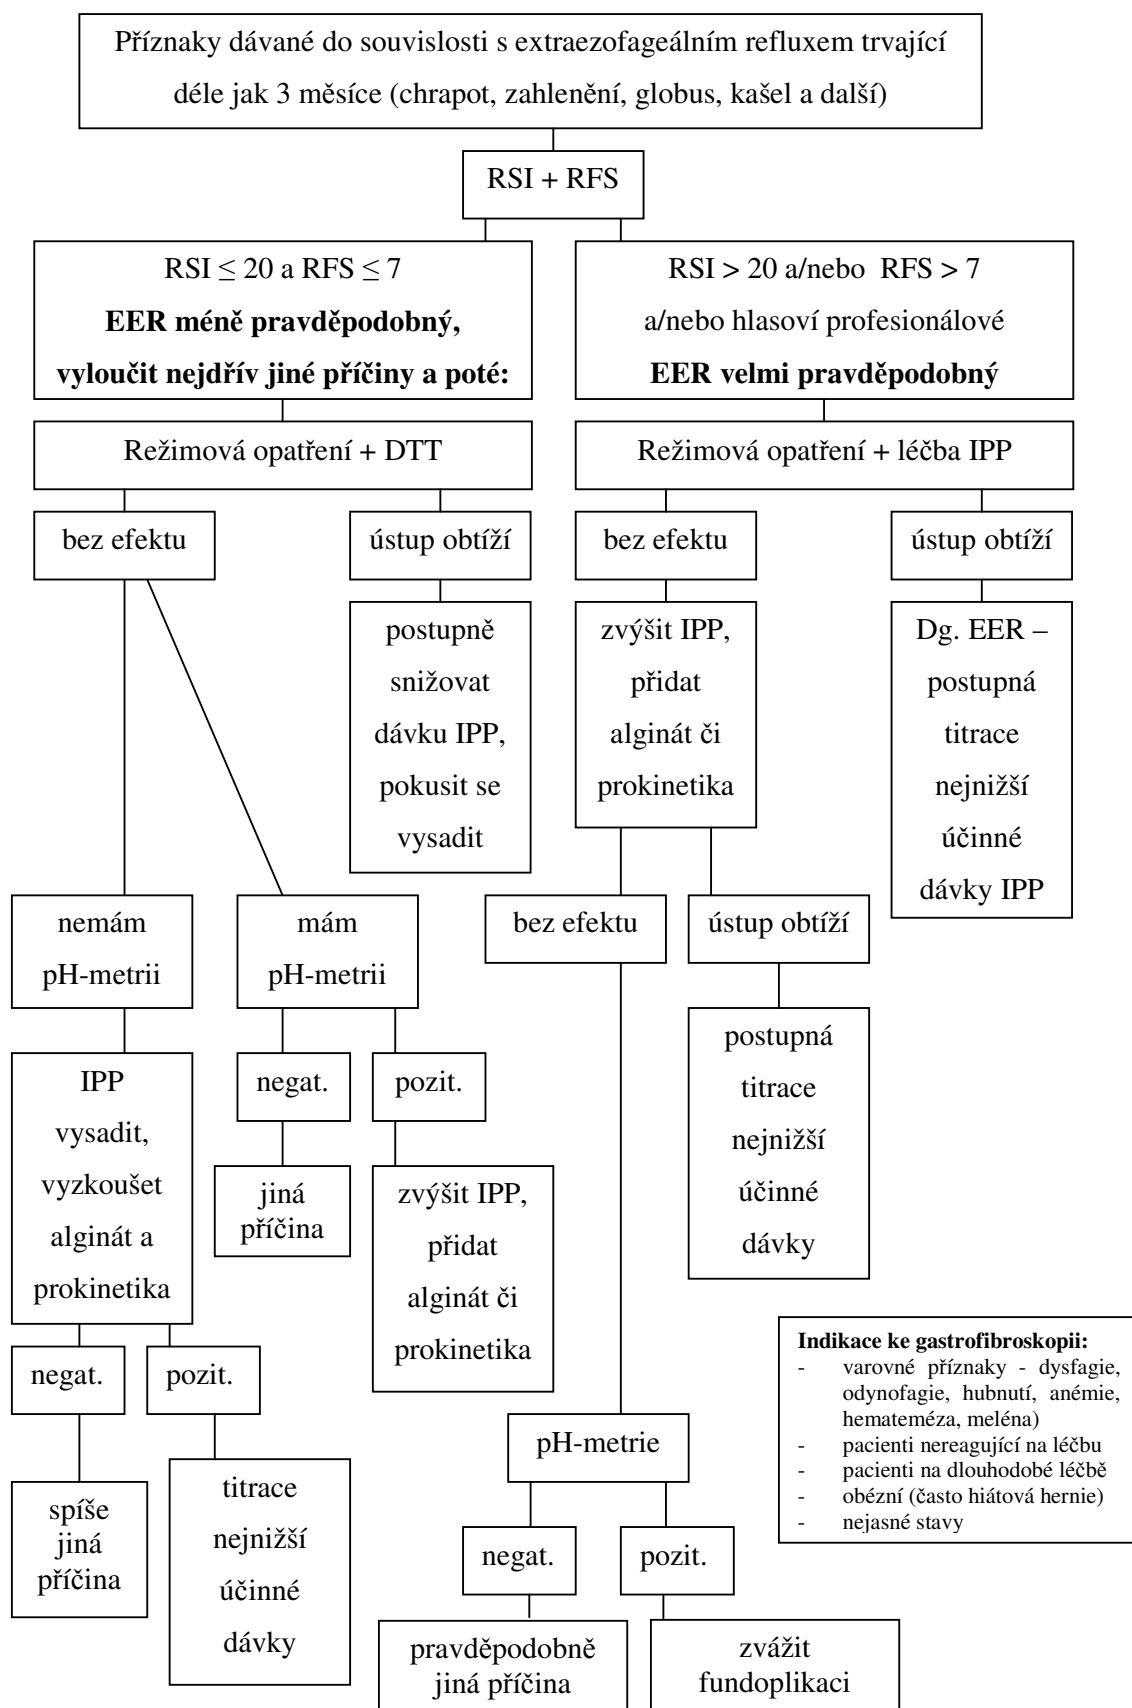 Příznaky dávané do souvislosti s extraezofageálním refluxem trvající
déle jak 3 měsíce (chrapot, zahlenění, globus, kašel a další)
RSI + RFS
RSI ≤ 20 a RFS ≤ 7
EER méně pravděpodobný,
vyloučit nejdřív jiné příčiny a poté:
RSI > 20 a/nebo RFS > 7
a/nebo hlasoví profesionálové
EER velmi pravděpodobný
Režimová opatření + DTT
Režimová opatření + léčba IPP
bez efektu
ústup obtíží
bez efektu
ústup obtíží
postupně
snižovat
dávku IPP,
pokusit se
vysadit
zvýšit IPP,
přidat
alginát či
prokinetika
Dg. EER –
postupná
titrace
nejnižší
účinné
dávky IPP
nemám
pH-metrii
mám
pH-metrii
bez efektu
ústup obtíží
IPP
vysadit,
vyzkoušet
alginát a
prokinetika
negat.
pozit.
postupná
titrace
nejnižší
účinné
dávky
jiná
příčina
zvýšit IPP,
přidat
alginát či
prokinetika
negat.
pozit.
Indikace ke gastrofibroskopii:
- varovné příznaky - dysfagie,
odynofagie, hubnutí, anémie,
hemateméza, meléna)
- pacienti nereagující na léčbu
- pacienti na dlouhodobé léčbě
- obézní (často hiátová hernie)
- nejasné stavy
pH-metrie
spíše
jiná
příčina
titrace
nejnižší
účinné
dávky
negat.
pozit.
pravděpodobně
jiná příčina
zvážit
fundoplikaci